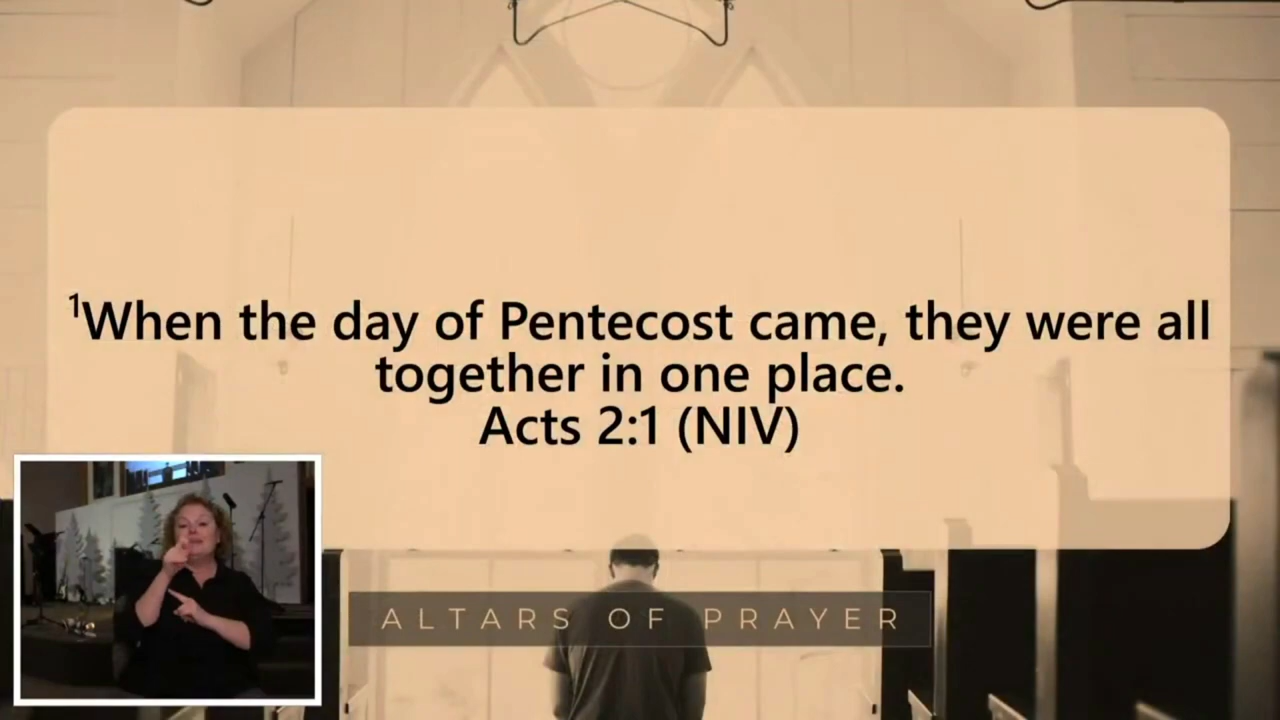 ¹When the day of Pentecost came, they were all
together in one place.
Acts 2:1 (NIV)
ALTARS OF PRAYER